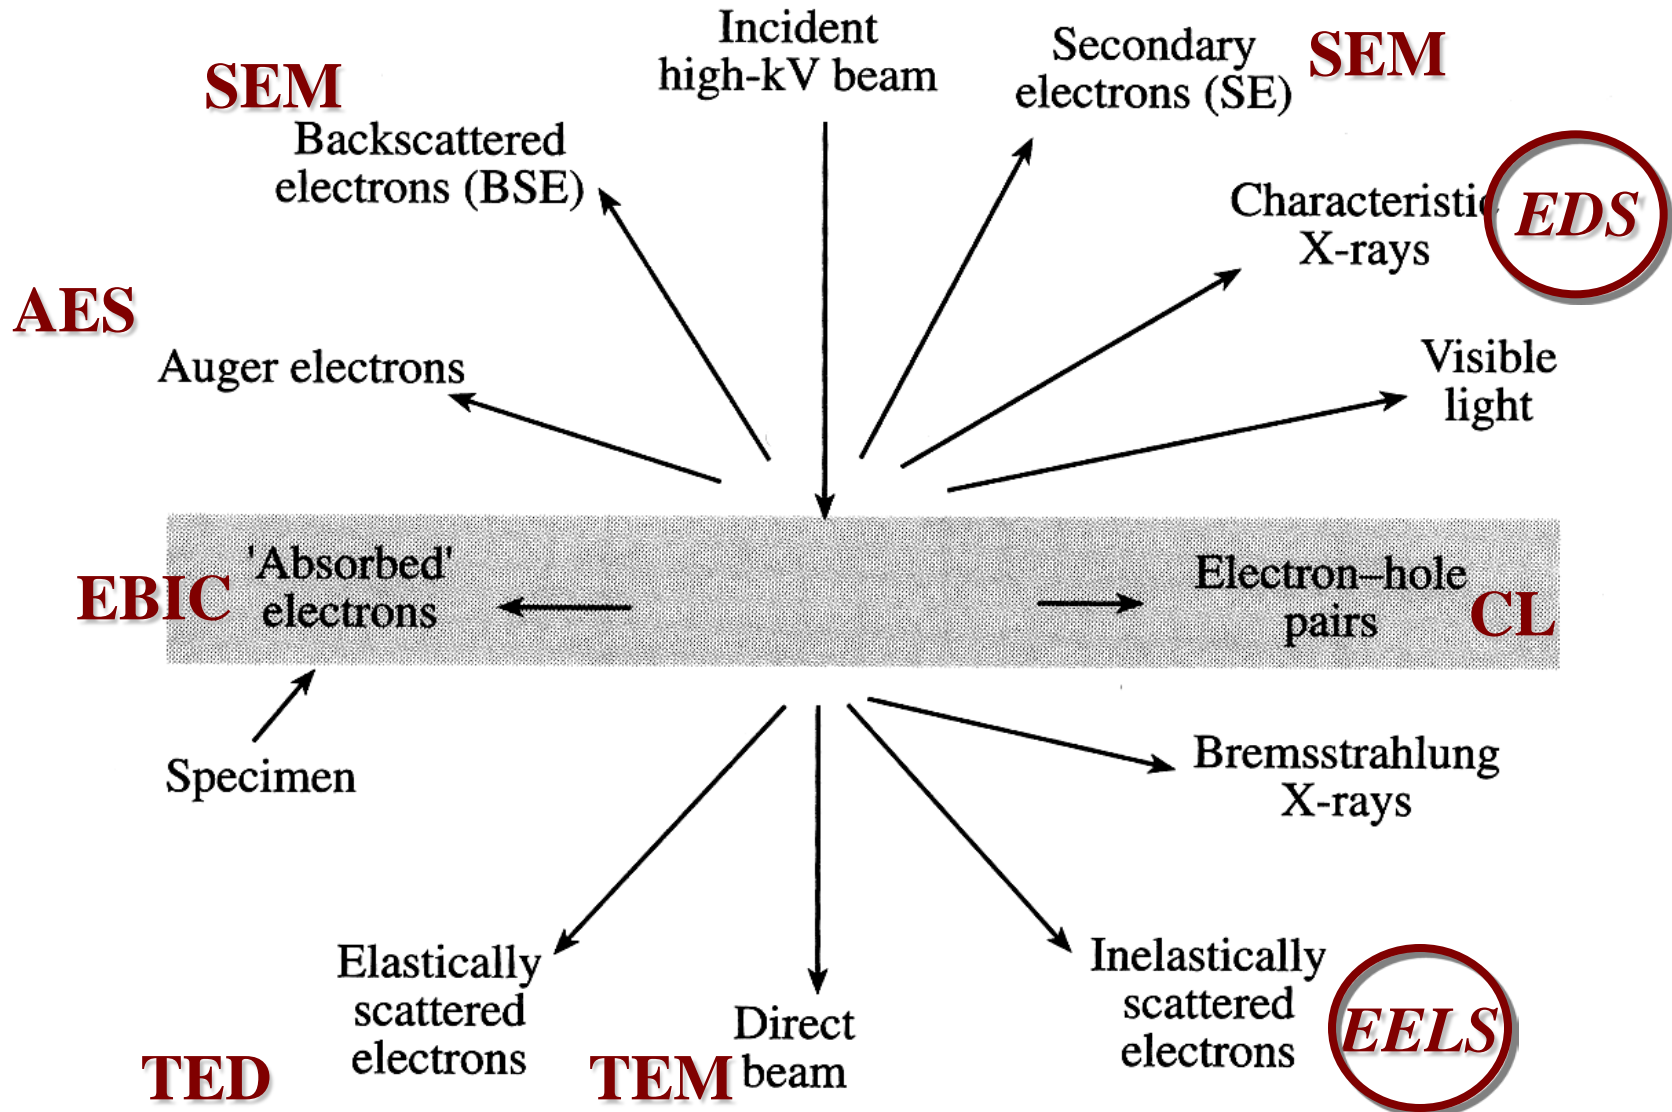 Incident
high-kV beam
Secondary
electrons (SE)
SEM
SEM
Backscattered
electrons (BSE)
Characteristic
X-rays
EDS
AES
Auger electrons
Visible
light
EBIC
'Absorbed'
electrons
Electron–hole
pairs
CL
Specimen
Bremsstrahlung
X-rays
Elastically
scattered
electrons
TED
TEM
Direct
beam
Inelastically
scattered
electrons
EELS